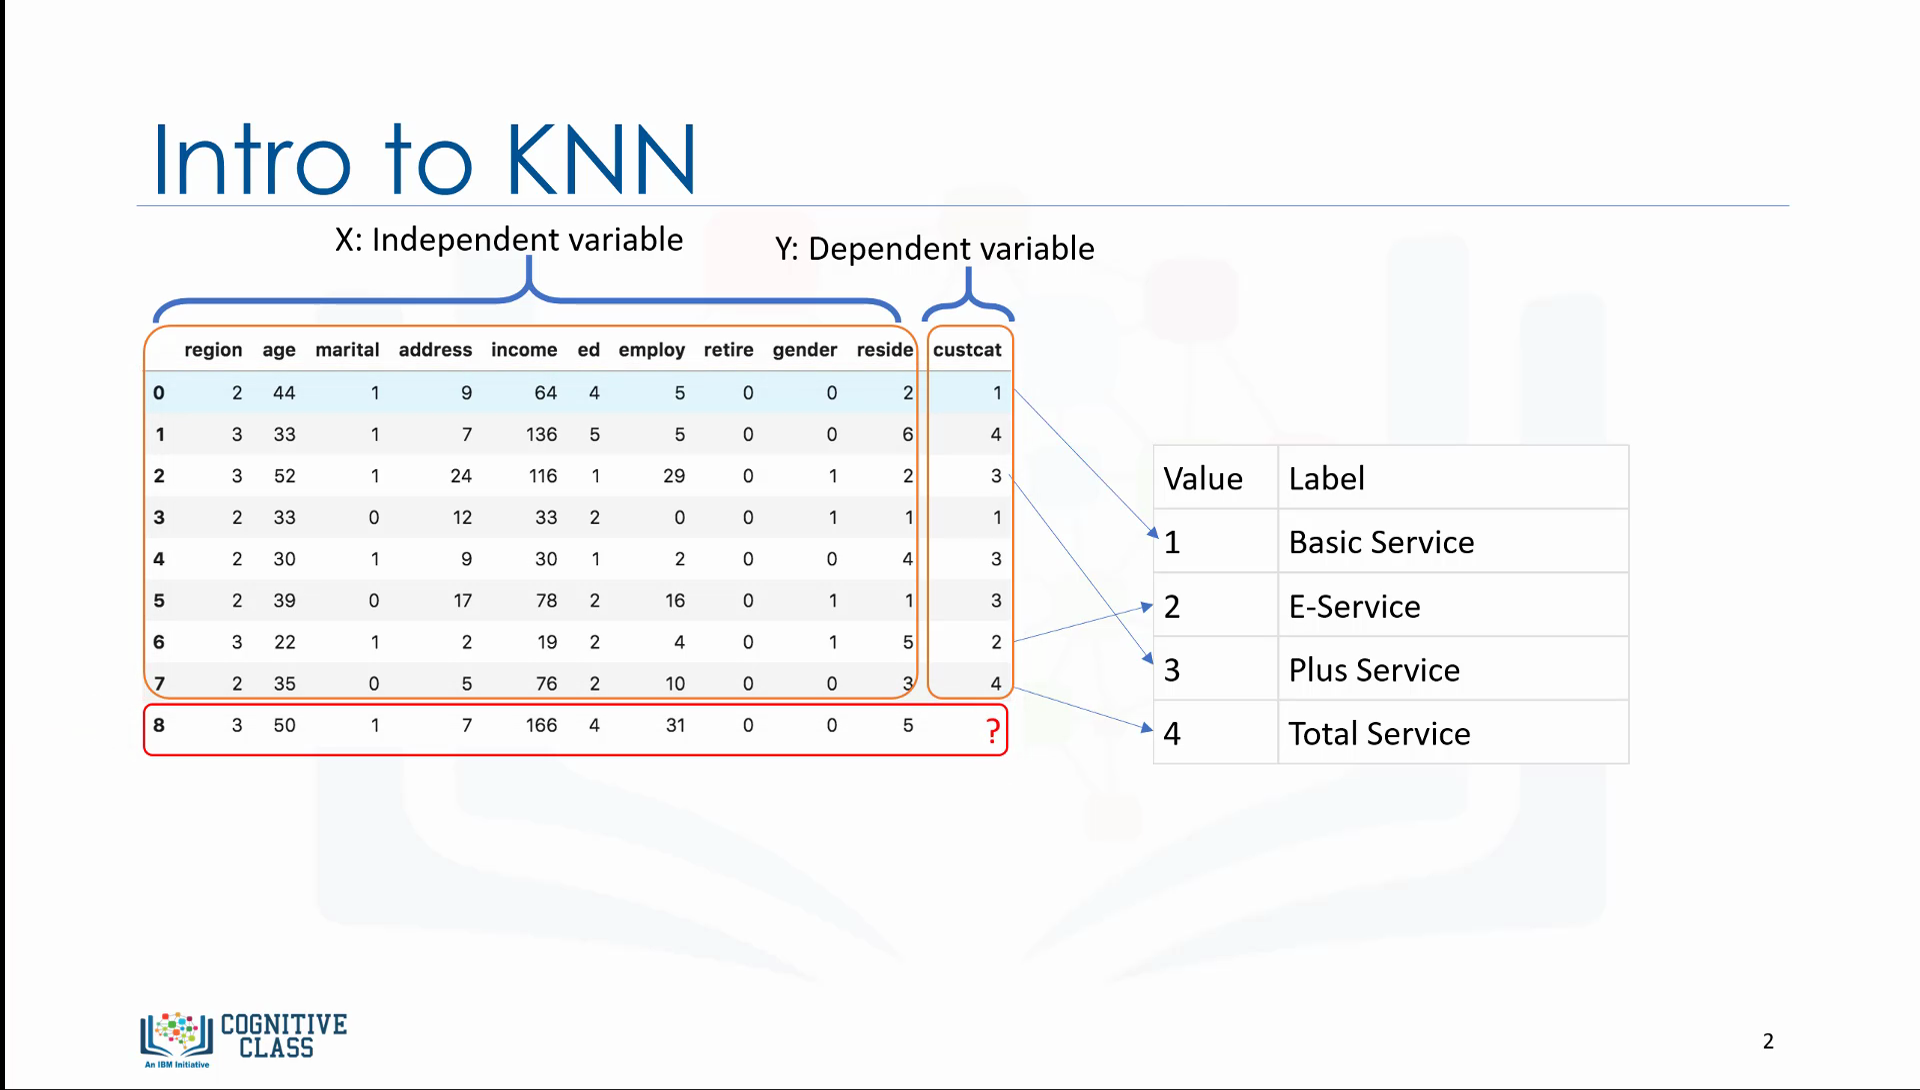 Intro to KNN
X: Independent variable
Y: Dependent variable
region age marital address income ed employ retire gender reside custcat
0 2 44 1 9 64 4 5 0 0 2 1
1 3 33 1 7 136 5 5 0 0 6 4
2 3 52 1 24 116 1 29 0 1 2 3
3 2 33 0 12 33 2 0 0 1 1 1
4 2 30 1 9 30 1 2 0 0 4 3
5 2 39 0 17 78 2 16 0 1 1 3
6 3 22 1 2 19 2 4 0 1 5 2
7 2 35 0 5 76 2 10 0 0 3 4
8 3 50 1 7 166 4 31 0 0 5 ?
Value Label
1 Basic Service
2 E-Service
3 Plus Service
4 Total Service
COGNITIVE
CLASS
An IBM Initiative
2